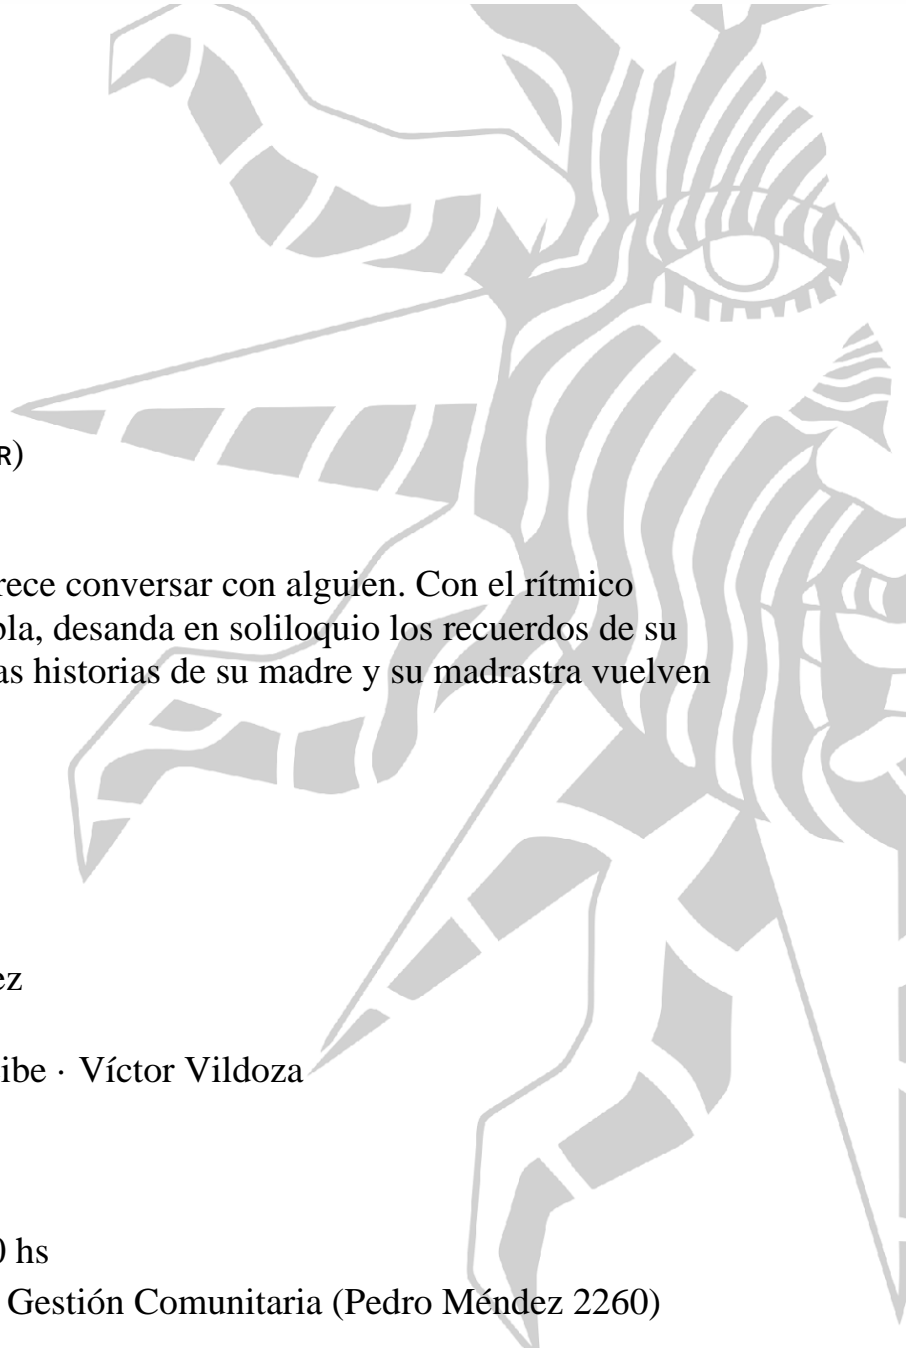 R)
rece conversar con alguien. Con el rítmico
bla, desanda en soliloquio los recuerdos de su
as historias de su madre y su madrastra vuelven
ez
ibe · Víctor Vildoza
0 hs
Gestión Comunitaria (Pedro Méndez 2260)